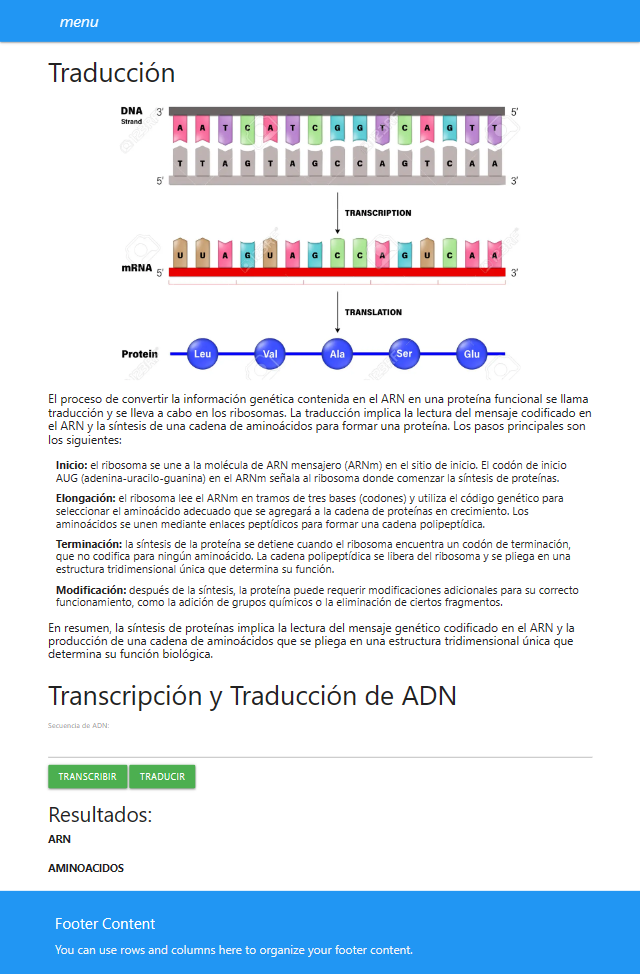 menu
Traducción
DNA 3' 5'
Strand
A A T C A T C G G T C A G T T
T T A G T A G C C A G T C A A
5' 3'
TRANSCRIPTION
U U A G U A G C C A G U C A A
mRNA 5' 3'
TRANSLATION
Protein Leu Val Ala Ser Glu
El proceso de convertir la información genética contenida en el ARN en una proteína funcional se llama
traducción y se lleva a cabo en los ribosomas. La traducción implica la lectura del mensaje codificado en
el ARN y la síntesis de una cadena de aminoácidos para formar una proteína. Los pasos principales son
los siguientes:
Inicio: el ribosoma se une a la molécula de ARN mensajero (ARNm) en el sitio de inicio. El codón de inicio
AUG (adenina-uracilo-guanina) en el ARNm señala al ribosoma donde comenzar la síntesis de proteínas.
Elongación: el ribosoma lee el ARNm en tramos de tres bases (codones) y utiliza el código genético para
seleccionar el aminoácido adecuado que se agregará a la cadena de proteínas en crecimiento. Los
aminoácidos se unen mediante enlaces peptídicos para formar una cadena polipeptídica.
Terminación: la síntesis de la proteína se detiene cuando el ribosoma encuentra un codón de terminación,
que no codifica para ningún aminoácido. La cadena polipeptídica se libera del ribosoma y se pliega en una
estructura tridimensional única que determina su función.
Modificación: después de la síntesis, la proteína puede requerir modificaciones adicionales para su correcto
funcionamiento, como la adición de grupos químicos o la eliminación de ciertos fragmentos.
En resumen, la síntesis de proteínas implica la lectura del mensaje genético codificado en el ARN y la
producción de una cadena de aminoácidos que se pliega en una estructura tridimensional única que
determina su función biológica.
Transcripción y Traducción de ADN
Secuencia de ADN:
TRANSCRIBIR TRADUCIR
Resultados:
ARN
AMINOACIDOS
Footer Content
You can use rows and columns here to organize your footer content.